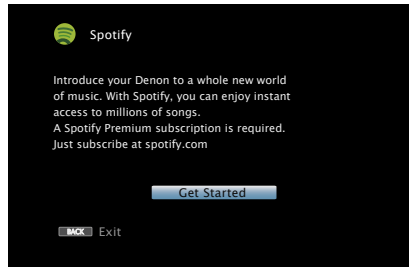 Spotify
Introduce your Denon to a whole new world
of music. With Spotify, you can enjoy instant
access to millions of songs.
A Spotify Premium subscription is required.
Just subscribe at spotify.com
Get Started
BACK Exit